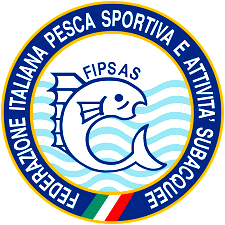 FEDERAZIONE ITALIANA PESCA SPORTIVA E ATTIVITA' SUBACQUEE
FIPSAS